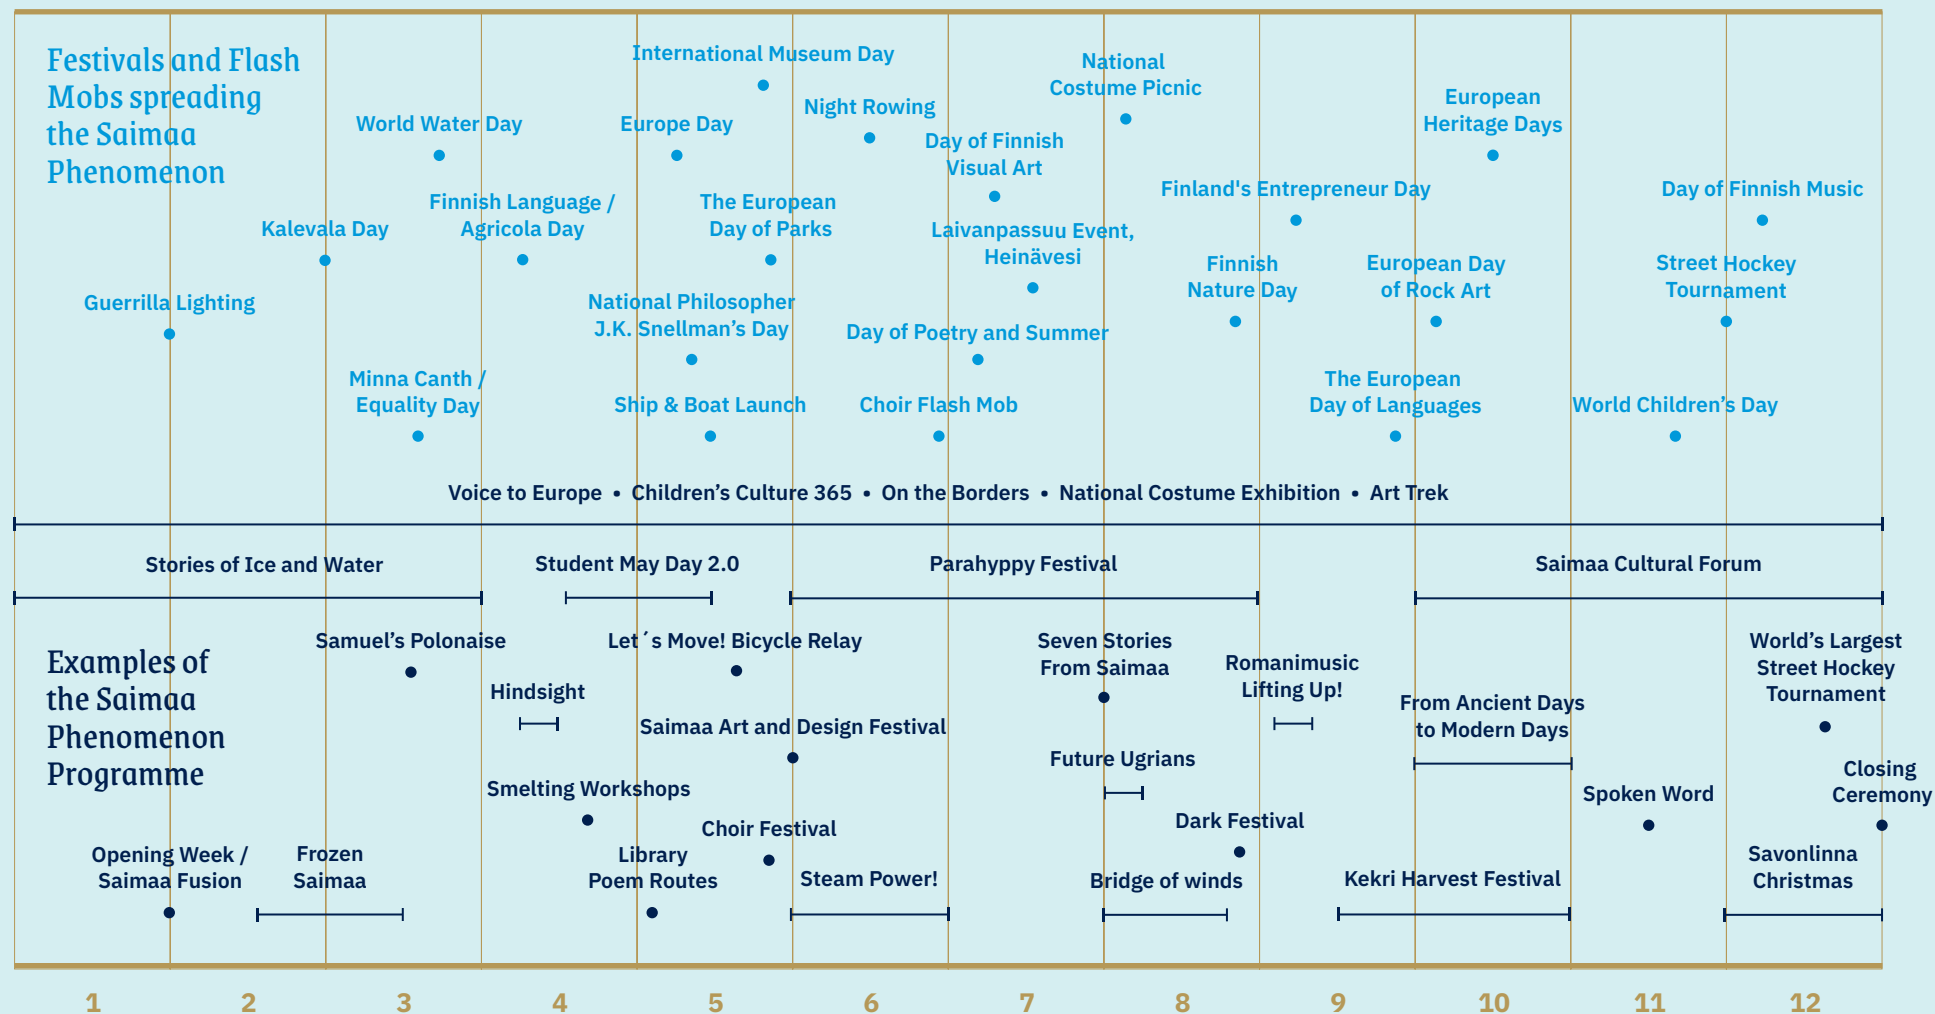 Festivals and Flash
Mobs spreading
the Saimaa
Phenomenon
International Museum Day
National
Costume Picnic
Night Rowing
European
Heritage Days
World Water Day
Europe Day
Day of Finnish
Visual Art
Finland's Entrepreneur Day
Day of Finnish Music
Finnish Language /
Agricola Day
The European
Day of Parks
Kalevala Day
Laivanpassuu Event,
Heinävesi
Finnish
Nature Day
European Day
of Rock Art
Street Hockey
Tournament
Guerrilla Lighting
National Philosopher
J.K. Snellman’s Day
Day of Poetry and Summer
Minna Canth /
Equality Day
Ship & Boat Launch
Choir Flash Mob
The European
Day of Languages
World Children’s Day
Voice to Europe • Children’s Culture 365 • On the Borders • National Costume Exhibition • Art Trek
Stories of Ice and Water
Student May Day 2.0
Parahyppy Festival
Saimaa Cultural Forum
Examples of
the Saimaa
Phenomenon
Programme
Samuel’s Polonaise
Let´s Move! Bicycle Relay
Seven Stories
From Saimaa
World’s Largest
Street Hockey
Tournament
Hindsight
Romanimusic
Lifting Up!
From Ancient Days
to Modern Days
Saimaa Art and Design Festival
Future Ugrians
Closing
Ceremony
Smelting Workshops
Spoken Word
Choir Festival
Dark Festival
Opening Week /
Saimaa Fusion
Frozen
Saimaa
Library
Poem Routes
Steam Power!
Bridge of winds
Kekri Harvest Festival
Savonlinna
Christmas
1 2 3 4 5 6 7 8 9 10 11 12